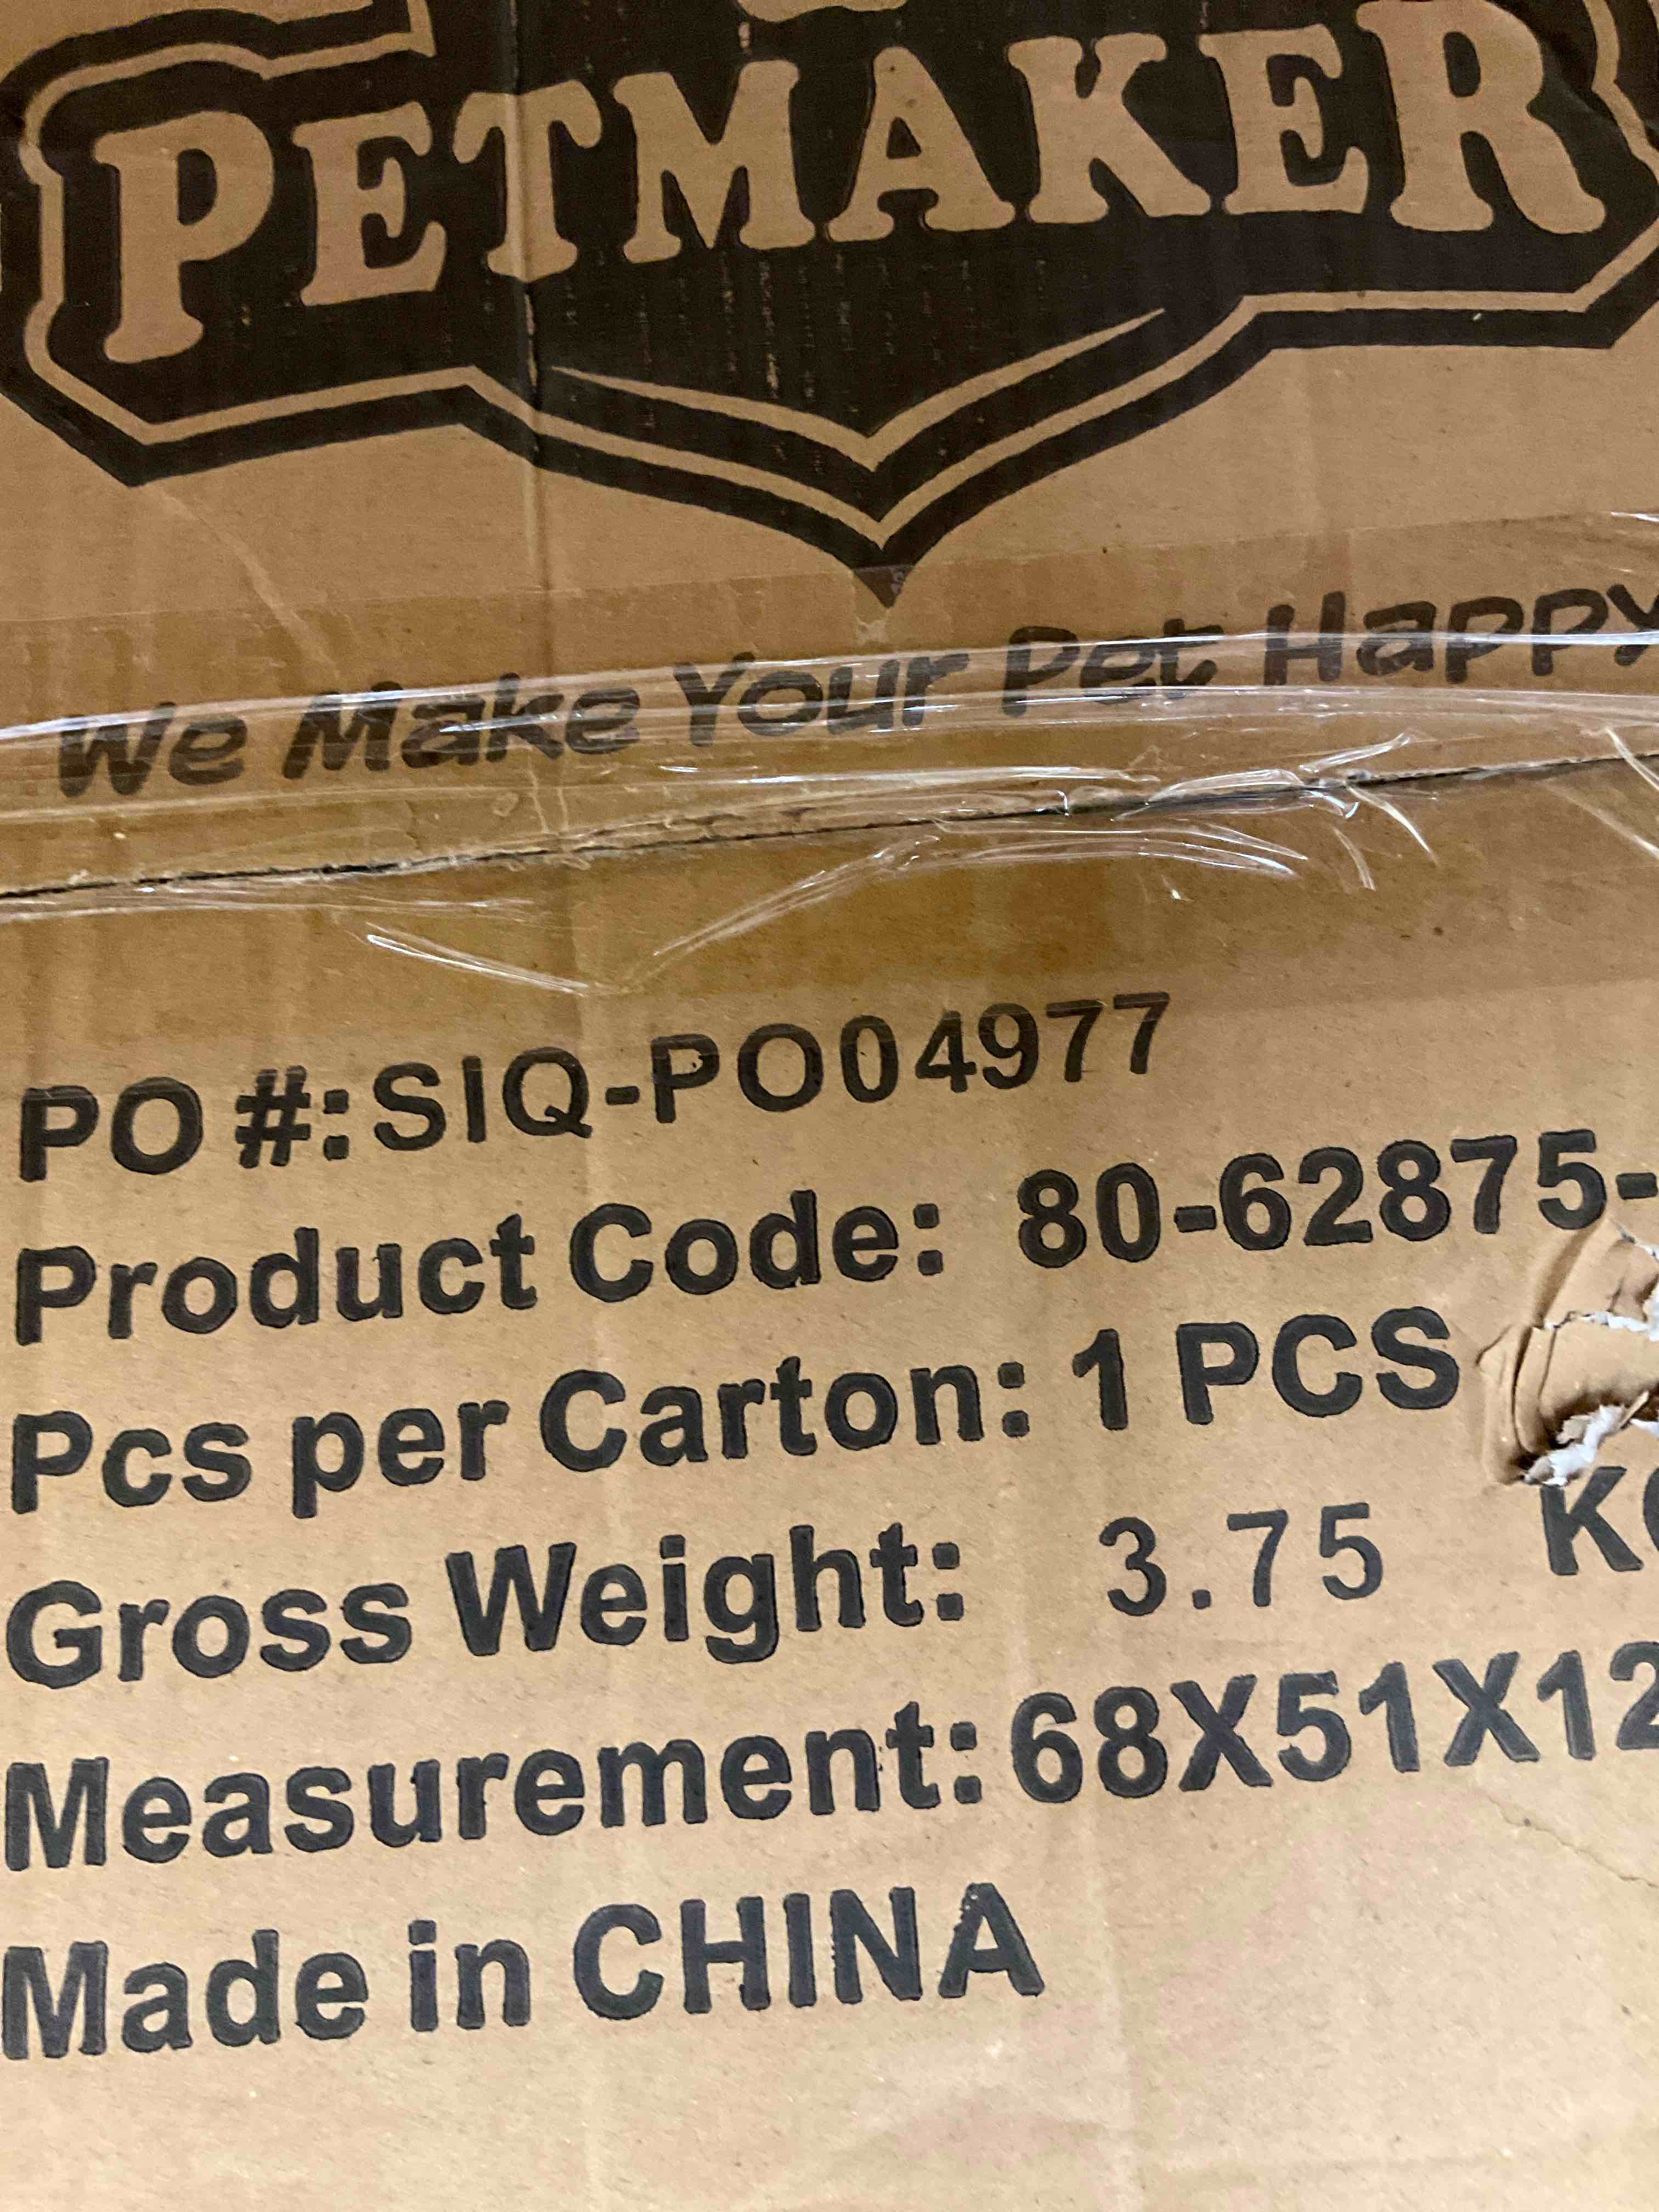 PETMAKER
We Make Your Pet Happy
PO #:SIQ-PO04977
Product Code: 80-62875-
Pcs per Carton: 1 PCS
Gross Weight: 3.75
Measurement: 68X51X12
Made in CHINA